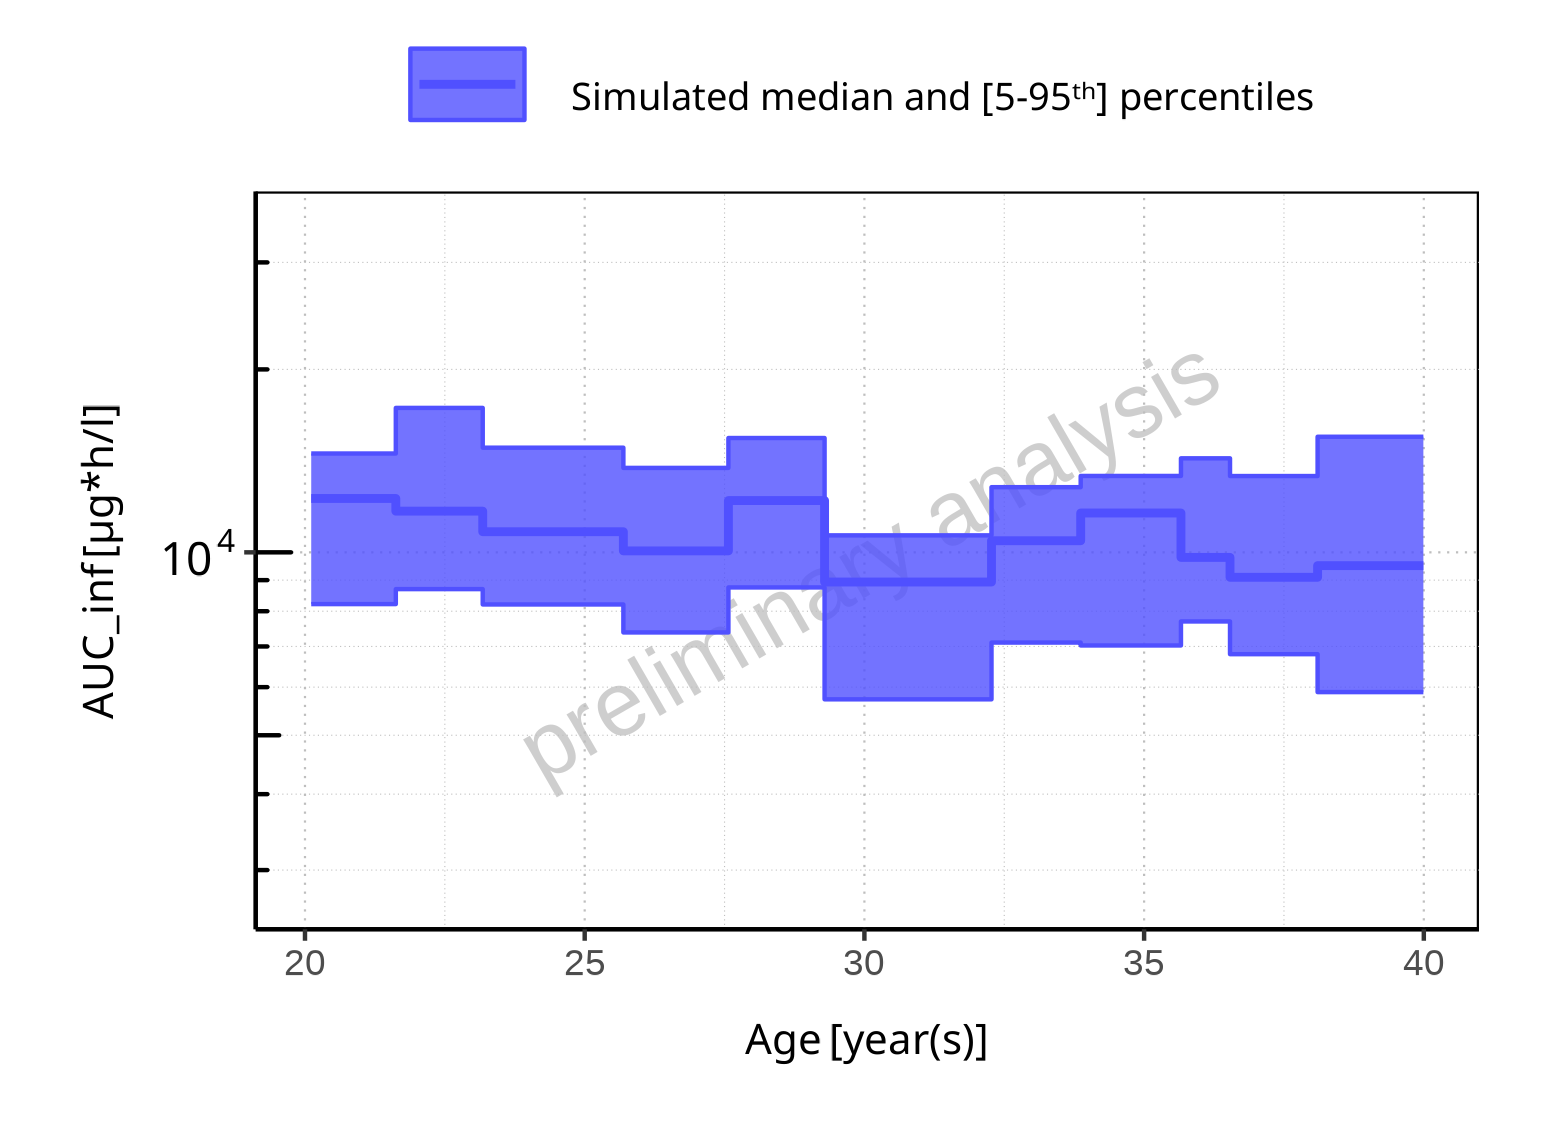 Simulated median and [5-95ᵗʰ] percentiles
AUC_inf [µg*h/l]
10⁴
preliminary analysis
20 25 30 35 40
Age [year(s)]